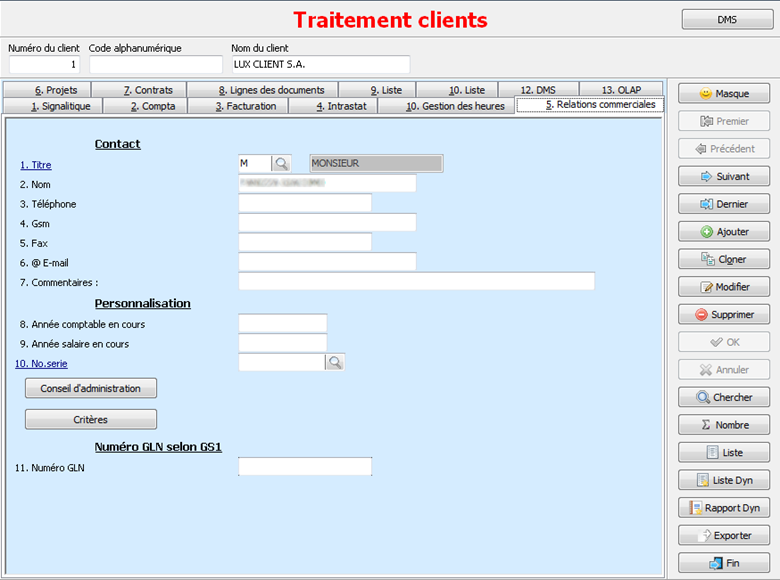 Traitement clients
DMS
Numéro du client Code alphanumérique Nom du client
1 LUX CLIENT S.A.
6. Projets 7. Contrats 8. Lignes des documents 9. Liste 10. Liste 12. DMS 13. OLAP
1. Signalitique 2. Compta 3. Facturation 4. Intrastat 10. Gestion des heures 5. Relations commerciales
Contact
1. Titre M MONSIEUR
2. Nom
3. Téléphone
4. Gsm
5. Fax
6. @ E-mail
7. Commentaires :
Personnalisation
8. Année comptable en cours
9. Année salaire en cours
10. No.serie
Conseil d'administration
Critères
Numéro GLN selon GS1
11. Numéro GLN
Masque
Premier
Précédent
Suivant
Dernier
Ajouter
Cloner
Modifier
Supprimer
OK
Annuler
Chercher
Nombre
Liste
Liste Dyn
Rapport Dyn
Exporter
Fin